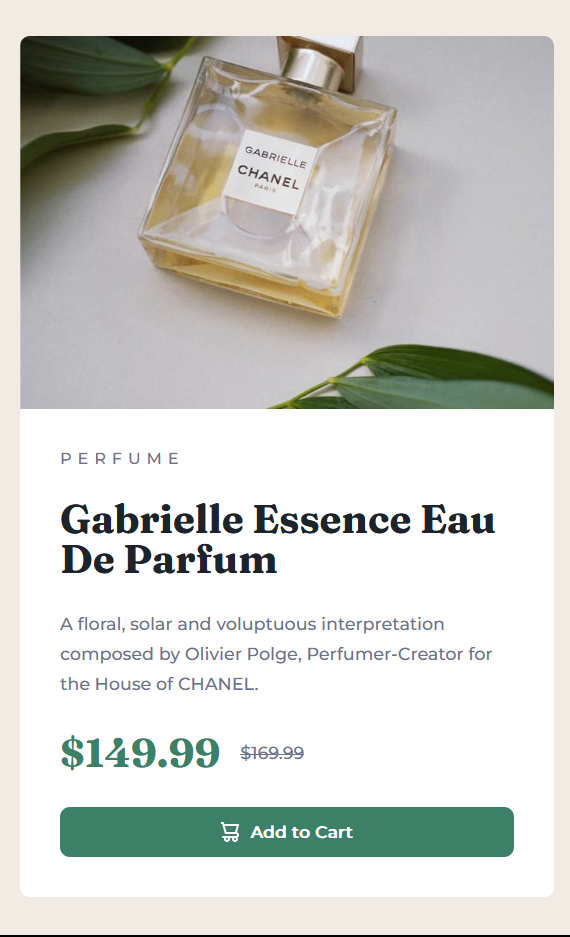 GABRIELLE
CHANEL
PARIS
PERFUME
Gabrielle Essence Eau
De Parfum
A floral, solar and voluptuous interpretation
composed by Olivier Polge, Perfumer-Creator for
the House of CHANEL.
$149.99 $169.99
Add to Cart